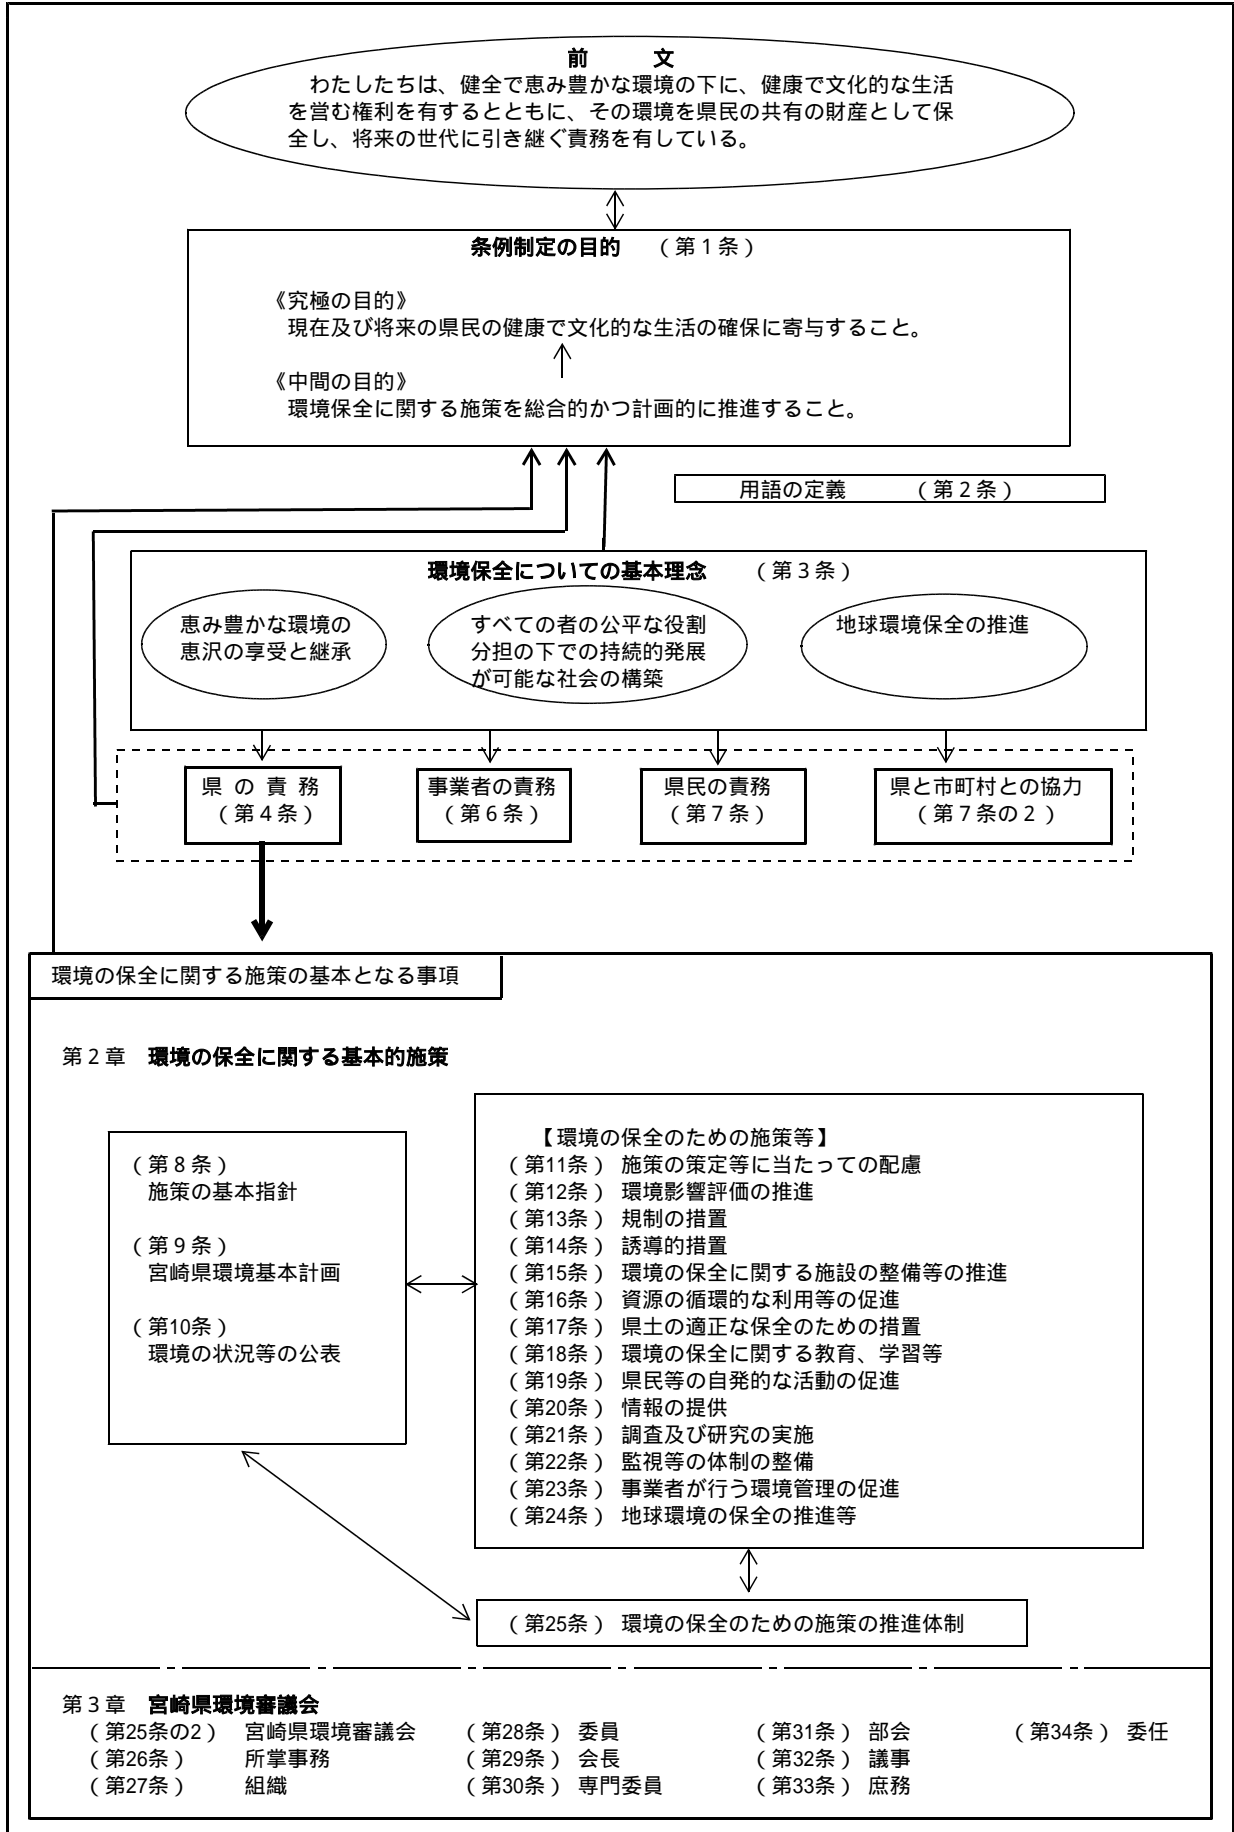 前　　文
わたしたちは、健全で恵み豊かな環境の下に、健康で文化的な生活
を営む権利を有するとともに、その環境を県民の共有の財産として保
全し、将来の世代に引き継ぐ責務を有している。
条例制定の目的　（第１条）
《究極の目的》
現在及び将来の県民の健康で文化的な生活の確保に寄与すること。
《中間の目的》
環境保全に関する施策を総合的かつ計画的に推進すること。
用語の定義　　（第２条）
環境保全についての基本理念　（第３条）
恵み豊かな環境の
恵沢の享受と継承
すべての者の公平な役割
分担の下での持続的発展
が可能な社会の構築
地球環境保全の推進
県 の 責 務
（第４条）
事業者の責務
（第６条）
県民の責務
（第７条）
県と市町村との協力
（第７条の２）
環境の保全に関する施策の基本となる事項
第２章　環境の保全に関する基本的施策
（第８条）
施策の基本指針
（第９条）
宮崎県環境基本計画
（第10条）
環境の状況等の公表
【環境の保全のための施策等】
（第11条） 施策の策定等に当たっての配慮
（第12条） 環境影響評価の推進
（第13条） 規制の措置
（第14条） 誘導的措置
（第15条） 環境の保全に関する施設の整備等の推進
（第16条） 資源の循環的な利用等の促進
（第17条） 県土の適正な保全のための措置
（第18条） 環境の保全に関する教育、学習等
（第19条） 県民等の自発的な活動の促進
（第20条） 情報の提供
（第21条） 調査及び研究の実施
（第22条） 監視等の体制の整備
（第23条） 事業者が行う環境管理の促進
（第24条） 地球環境の保全の推進等
（第25条） 環境の保全のための施策の推進体制
第３章　宮崎県環境審議会
（第25条の2）　宮崎県環境審議会　（第28条） 委員　（第31条） 部会　（第34条） 委任
（第26条）　所掌事務　（第29条） 会長　（第32条） 議事
（第27条）　組織　（第30条） 専門委員　（第33条） 庶務